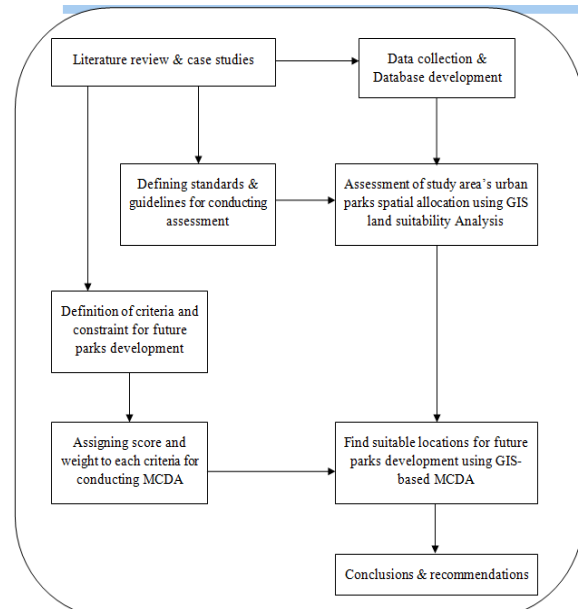 Literature review & case studies
Data collection &
Database development
Defining standards &
guidelines for conducting
assessment
Assessment of study area's urban
parks spatial allocation using GIS
land suitability Analysis
Definition of criteria and
constraint for future
parks development
Assigning score and
weight to each criteria for
conducting MCDA
Find suitable locations for future
parks development using GIS-
based MCDA
Conclusions & recommendations